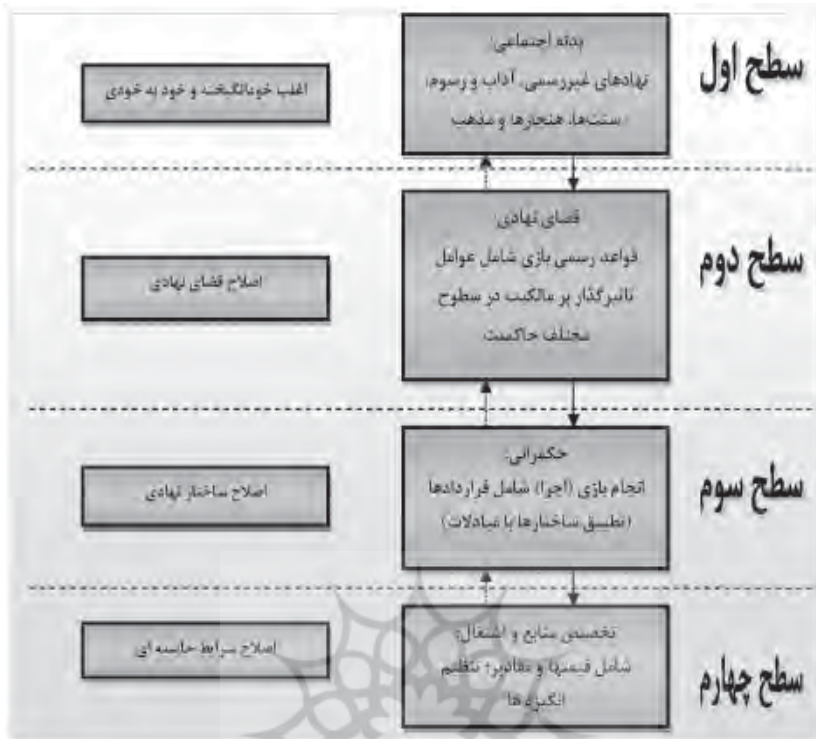 سطح اول
بدنه اجتماعی:
نهادهای غیررسمی، آداب و رسوم،
سنت‌ها، هنجارها و مذهب
اغلب خودانگیخته و خود به خودی
سطح دوم
فضای نهادی:
قواعد رسمی بازی شامل عوامل
تاثیرگذار بر مالکیت در سطوح
مختلف حاکمیت
اصلاح فضای نهادی
سطح سوم
حکمرانی:
انجام بازی (اجرا) شامل قراردادها
(تطبیق ساختارها با مبادلات)
اصلاح ساختار نهادی
سطح چهارم
تخصیص منابع و اشتغال:
شامل قیمتها و مقادیر؛ تنظیم
انگیزه ها
اصلاح شرایط حاشیه ای